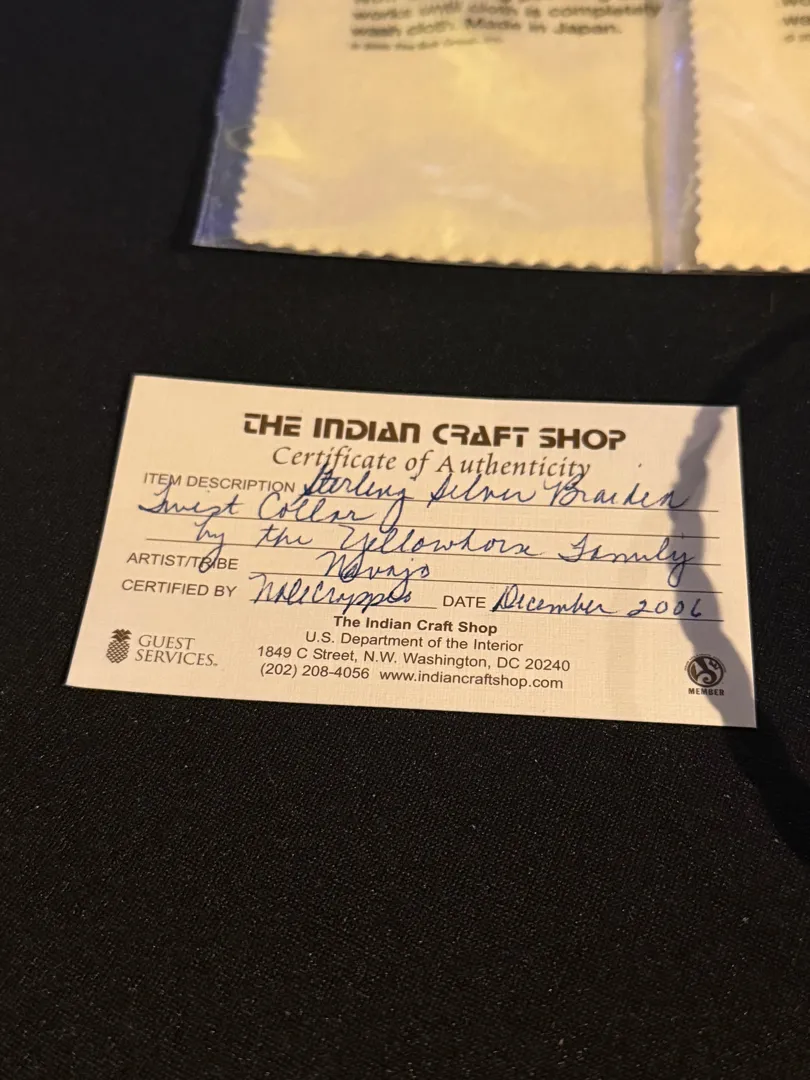 works until cloth is completely
wash cloth. Made in Japan.
THE INDIAN CRAFT SHOP
Certificate of Authenticity
ITEM DESCRIPTION Sterling Silver Braided
Twist Collar
by the Yellowhorse Family
ARTIST/TRIBE Navajo
CERTIFIED BY DATE December 2006
The Indian Craft Shop
U.S. Department of the Interior
1849 C Street, N.W. Washington, DC 20240
(202) 208-4056 www.indiancraftshop.com
GUEST
SERVICES
MEMBER